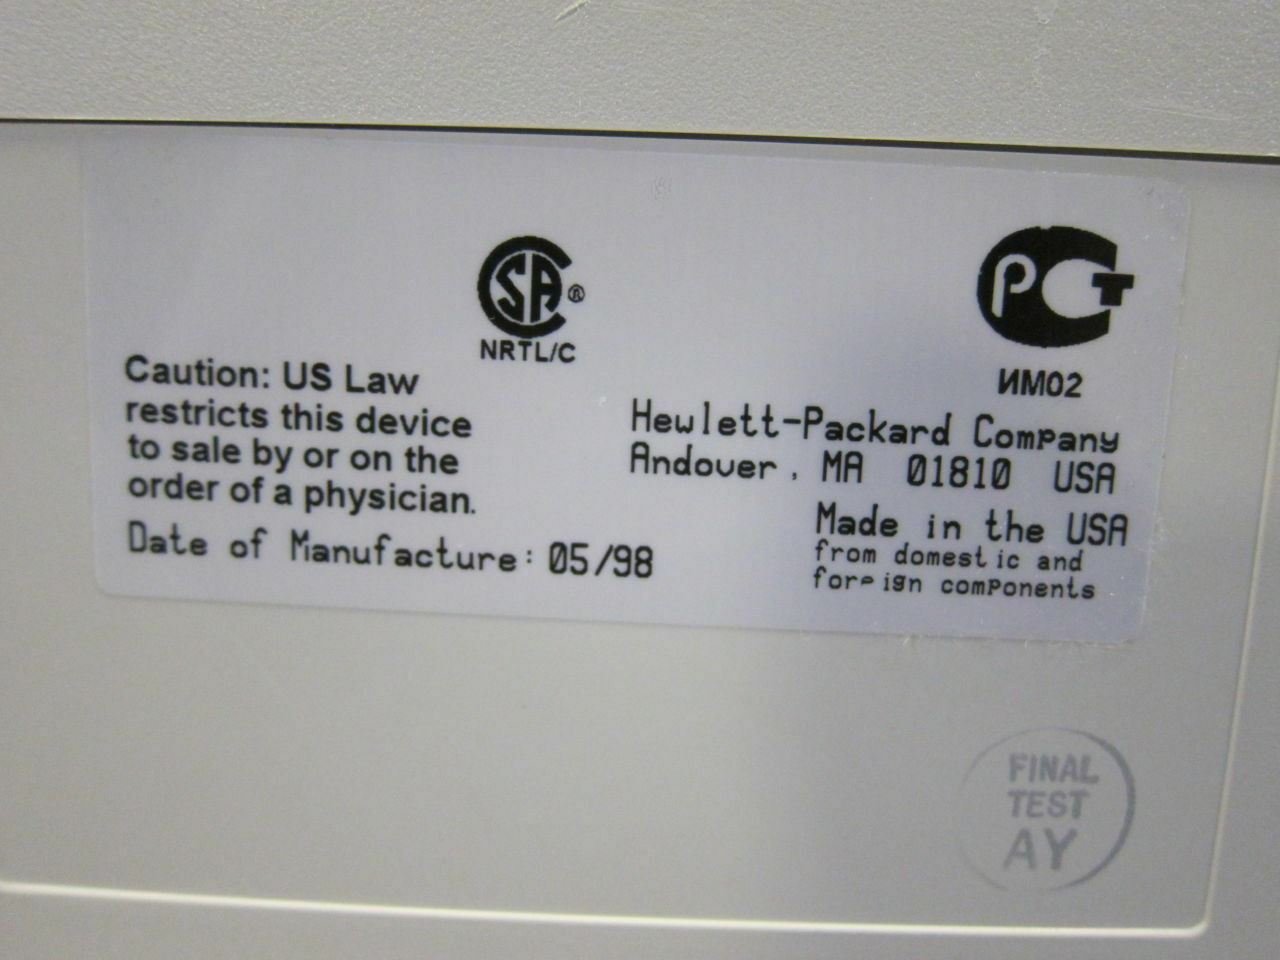 SA®
NRTL/C
РСТ
ИМ02
Caution: US Law
restricts this device
to sale by or on the
order of a physician.
Date of Manufacture: 05/98
Hewlett-Packard Company
Andover, MA 01810 USA
Made in the USA
from domestic and
foreign components
FINAL
TEST
AY